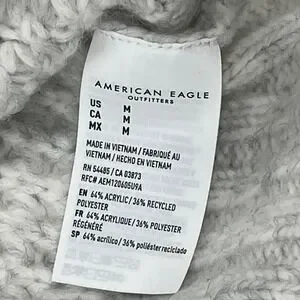 AMERICAN EAGLE
OUTFITTERS
US M
CA M
MX M
MADE IN VIETNAM / FABRIQUÉ AU
VIETNAM / HECHO EN VIETNAM
RN 54485 / CA 03873
RFC# AEM120605U9A
EN 64% ACRYLIC / 36% RECYCLED
POLYESTER
FR 64% ACRYLIQUE / 36% POLYESTER
RÉGÉNÉRÉ
SP 64% acrílico / 36% poliéster reciclado